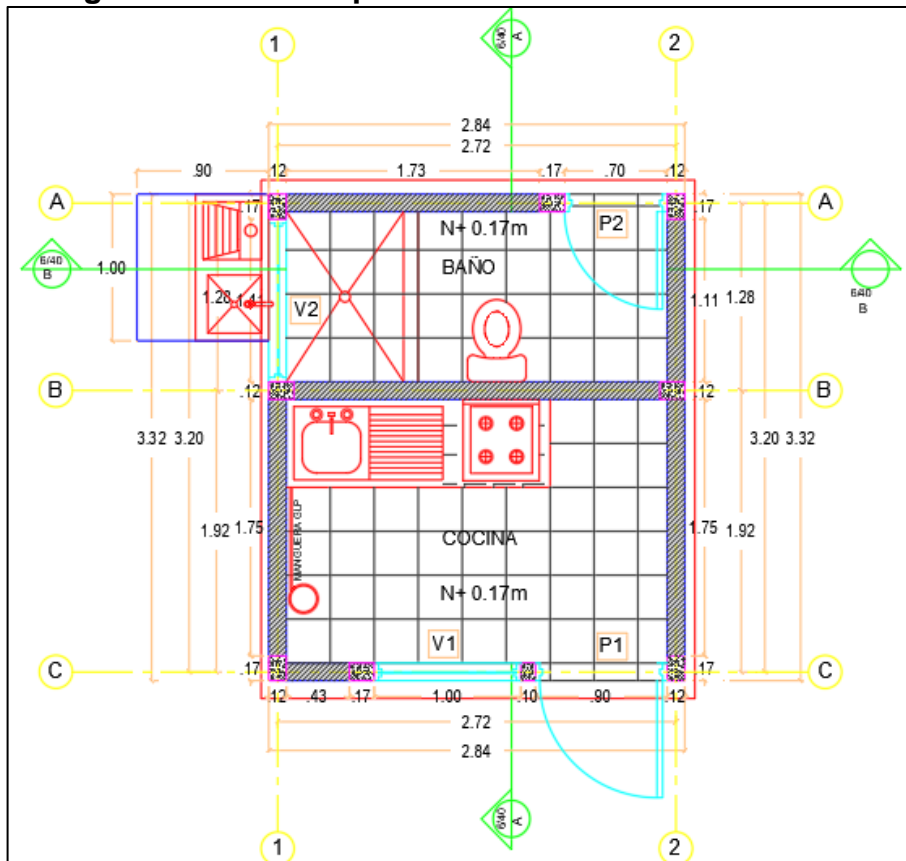 1
2
6/40
A
2.84
2.72
.90
.12
1.73
.17
.70
.12
A
.17
N+ 0.17m
P2
.17
A
6/40
B
1.00
BAÑO
6/40
B
1.28
V2
1.11
1.28
B
.12
.12
B
3.32
3.20
3.20
3.32
1.92
1.75
COCINA
1.75
1.92
MANGUERA GLP
N+ 0.17m
V1
P1
C
.17
.17
C
.12
.43
.17
1.00
.10
.90
.12
2.72
2.84
6/40
A
1
2